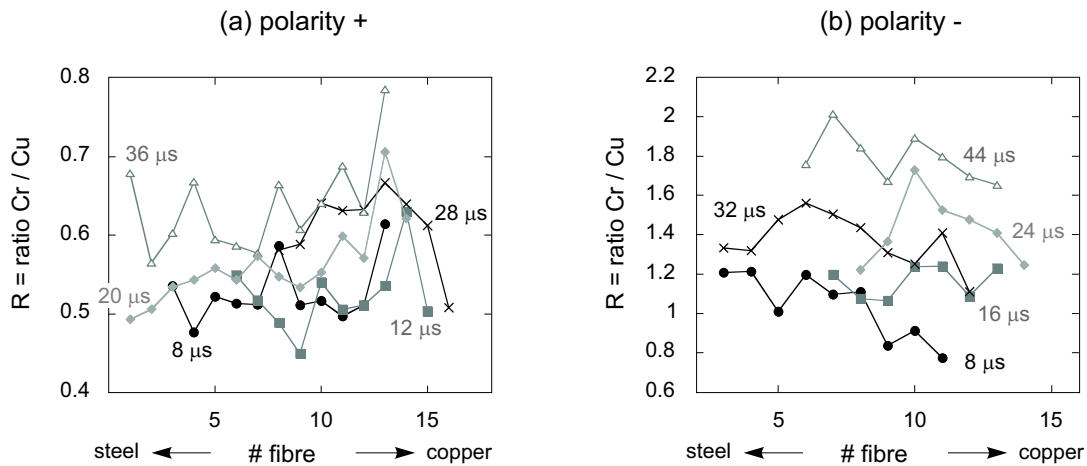 (a) polarity +
R = ratio Cr / Cu
0.8
0.7
0.6
0.5
0.4
36 µs
28 µs
20 µs
12 µs
8 µs
5
10
15
steel
# fibre
copper
(b) polarity -
R = ratio Cr / Cu
2.2
2
1.8
1.6
1.4
1.2
1
0.8
0.6
44 µs
32 µs
24 µs
16 µs
8 µs
5
10
15
steel
# fibre
copper